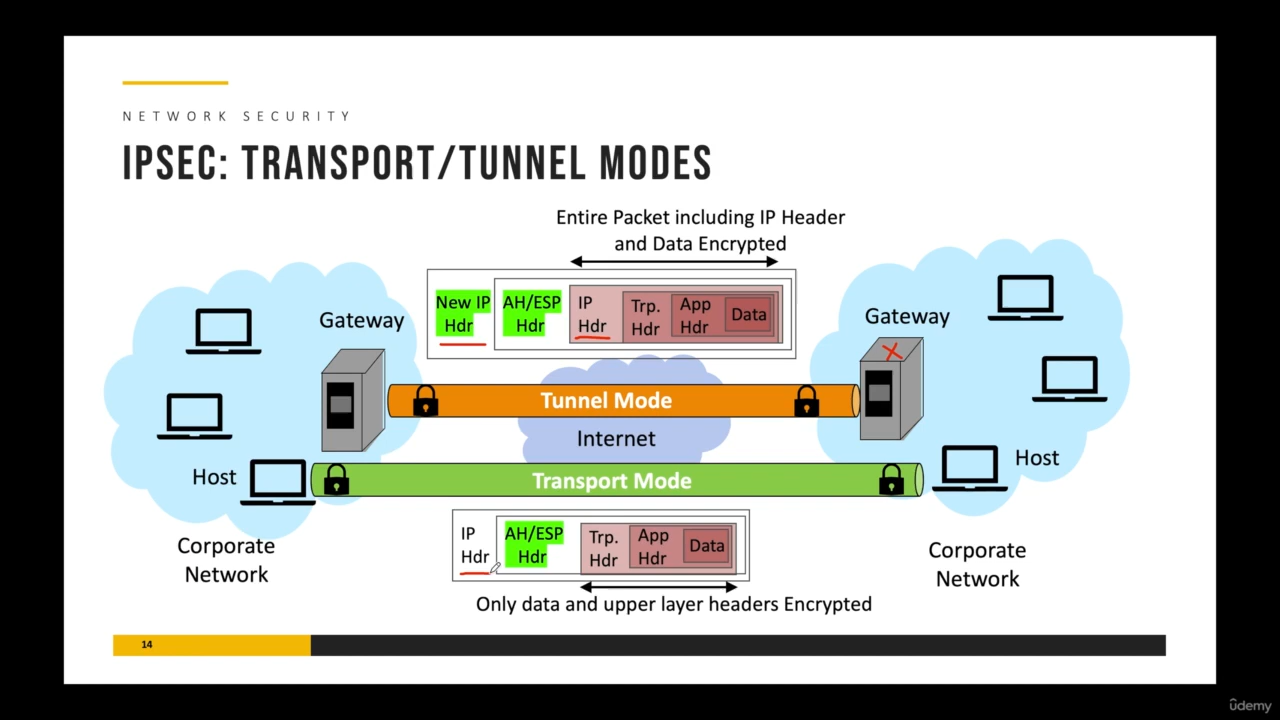 NETWORK SECURITY
IPSEC: TRANSPORT/TUNNEL MODES
Entire Packet including IP Header
and Data Encrypted
New IP
Hdr
AH/ESP
Hdr
IP
Hdr
Trp.
Hdr
App
Hdr
Data
Gateway
Gateway
Tunnel Mode
Internet
Host
Transport Mode
Host
IP
Hdr
AH/ESP
Hdr
Trp.
Hdr
App
Hdr
Data
Corporate
Network
Corporate
Network
Only data and upper layer headers Encrypted
14
ûdemy